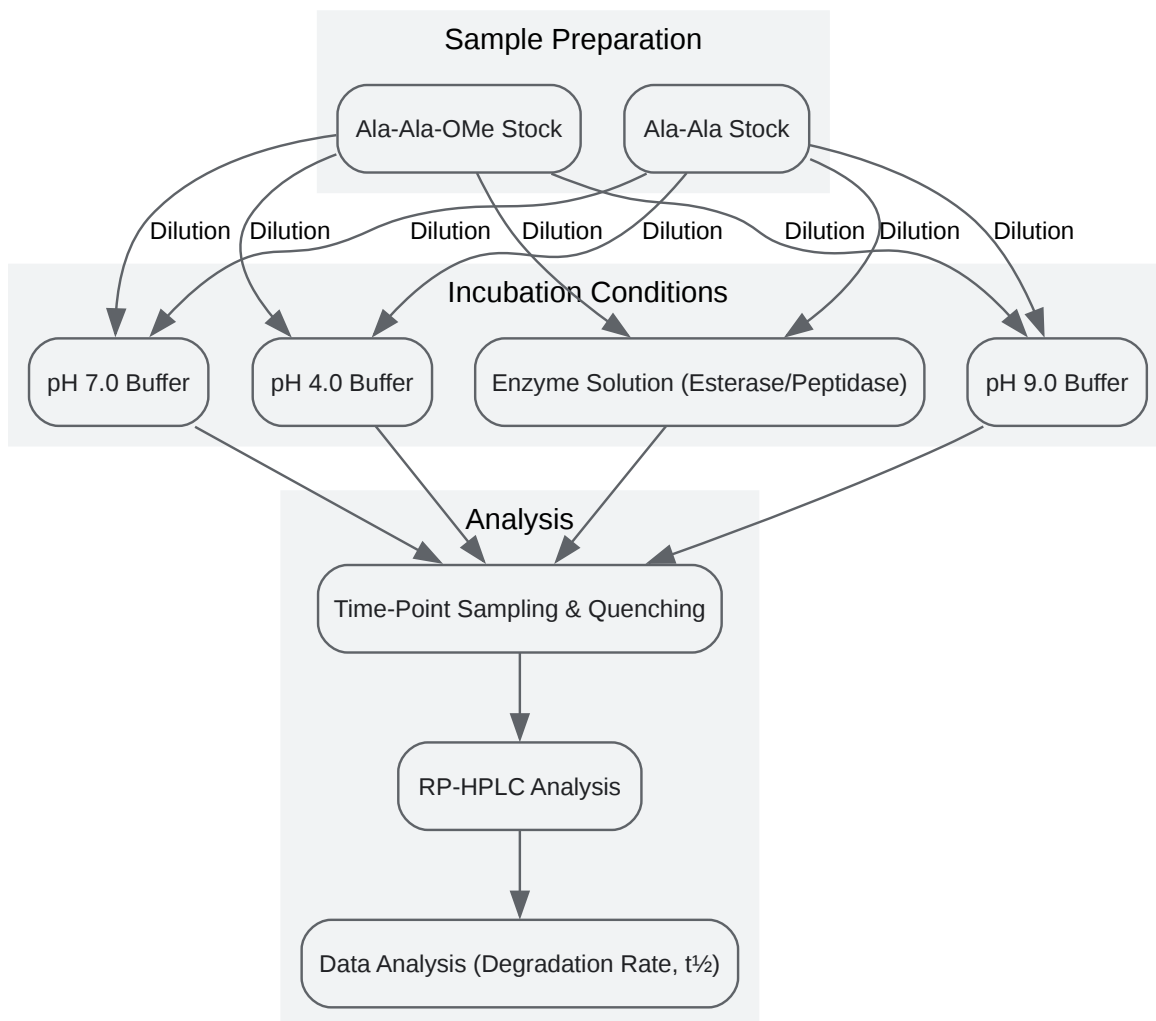 Sample Preparation
Ala-Ala-OMe Stock
Ala-Ala Stock
Dilution
Dilution
Dilution
Dilution
Dilution
Dilution
Dilution
Dilution
Incubation Conditions
pH 7.0 Buffer
pH 4.0 Buffer
Enzyme Solution (Esterase/Peptidase)
pH 9.0 Buffer
Analysis
Time-Point Sampling & Quenching
RP-HPLC Analysis
Data Analysis (Degradation Rate, t½)